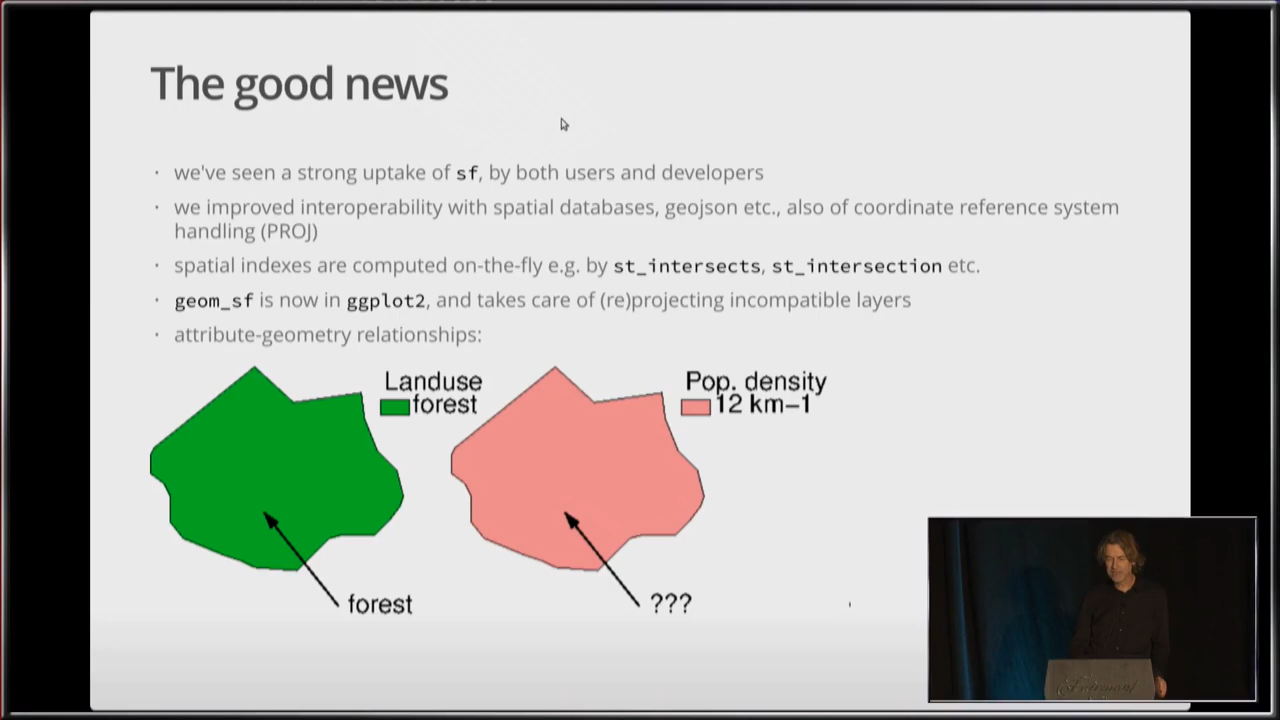 The good news
· we've seen a strong uptake of sf, by both users and developers
· we improved interoperability with spatial databases, geojson etc., also of coordinate reference system
handling (PROJ)
· spatial indexes are computed on-the-fly e.g. by st_intersects, st_intersection etc.
· geom_sf is now in ggplot2, and takes care of (re)projecting incompatible layers
· attribute-geometry relationships:
Landuse
forest
forest
Pop. density
12 km−1
???
Fairmont